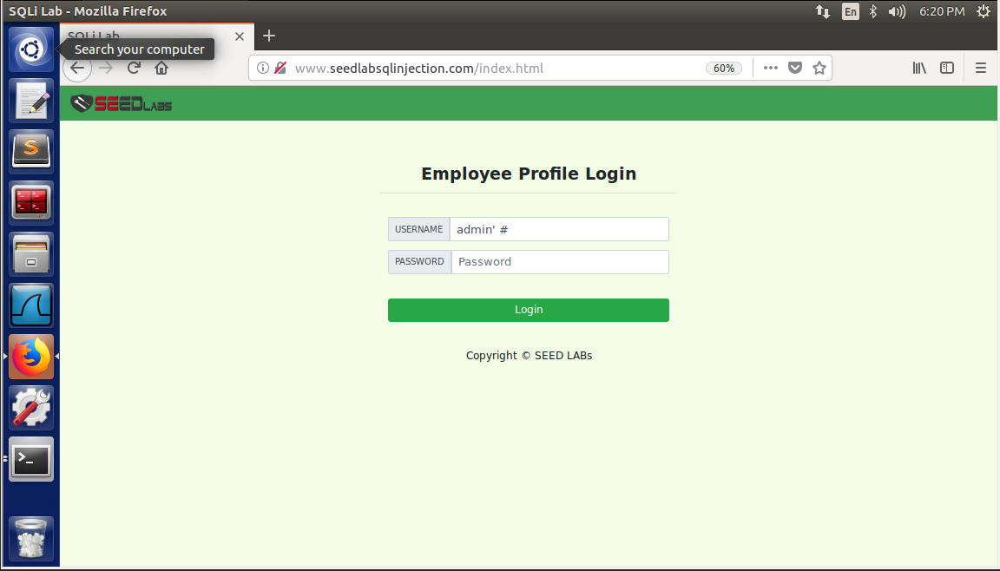 SQLi Lab - Mozilla Firefox
En
6:20 PM
SQLi Lab
Search your computer
www.seedlabsqlinjection.com/index.html
60%
SEEDLABS
Employee Profile Login
USERNAME
admin' #
PASSWORD
Password
Login
Copyright © SEED LABs